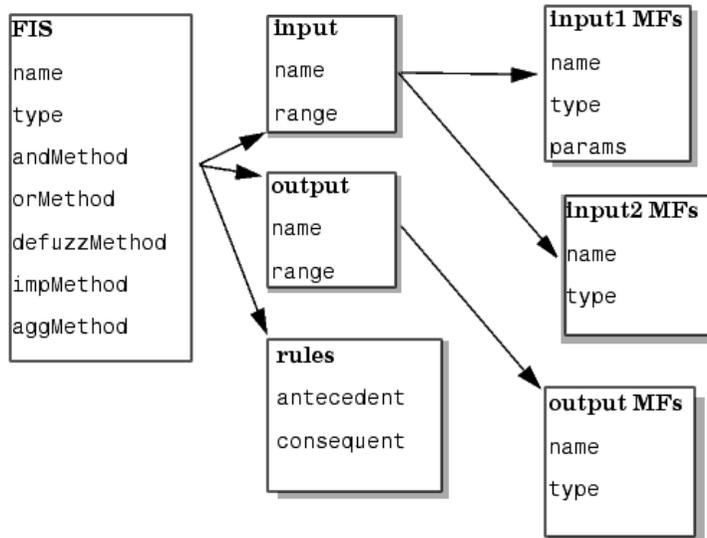 FIS
name
type
andMethod
orMethod
defuzzMethod
impMethod
aggMethod
input
name
range
output
name
range
rules
antecedent
consequent
input1 MFs
name
type
params
input2 MFs
name
type
output MFs
name
type